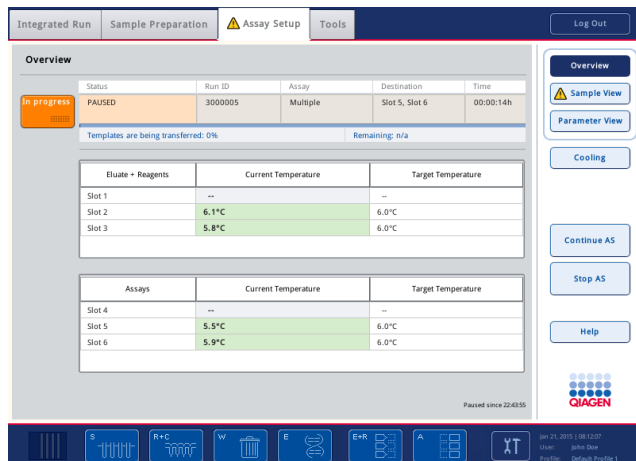 Integrated Run Sample Preparation Assay Setup Tools Log Out
Overview
Status Run ID Assay Destination Time
In progress PAUSED 3000005 Multiple Slot 5, Slot 6 00:00:14h
Templates are being transferred: 0% Remaining: n/a
Eluate + Reagents Current Temperature Target Temperature
Slot 1 -- --
Slot 2 6.1°C 6.0°C
Slot 3 5.8°C 6.0°C
Assays Current Temperature Target Temperature
Slot 4 -- --
Slot 5 5.5°C 6.0°C
Slot 6 5.9°C 6.0°C
Paused since 22:43:55
Overview
Sample View
Parameter View
Cooling
Continue AS
Stop AS
Help
QIAGEN
S R+C W E E+R A
Jan 21, 2015 | 08:12:07
User: John Doe
Profile: Default Profile 1